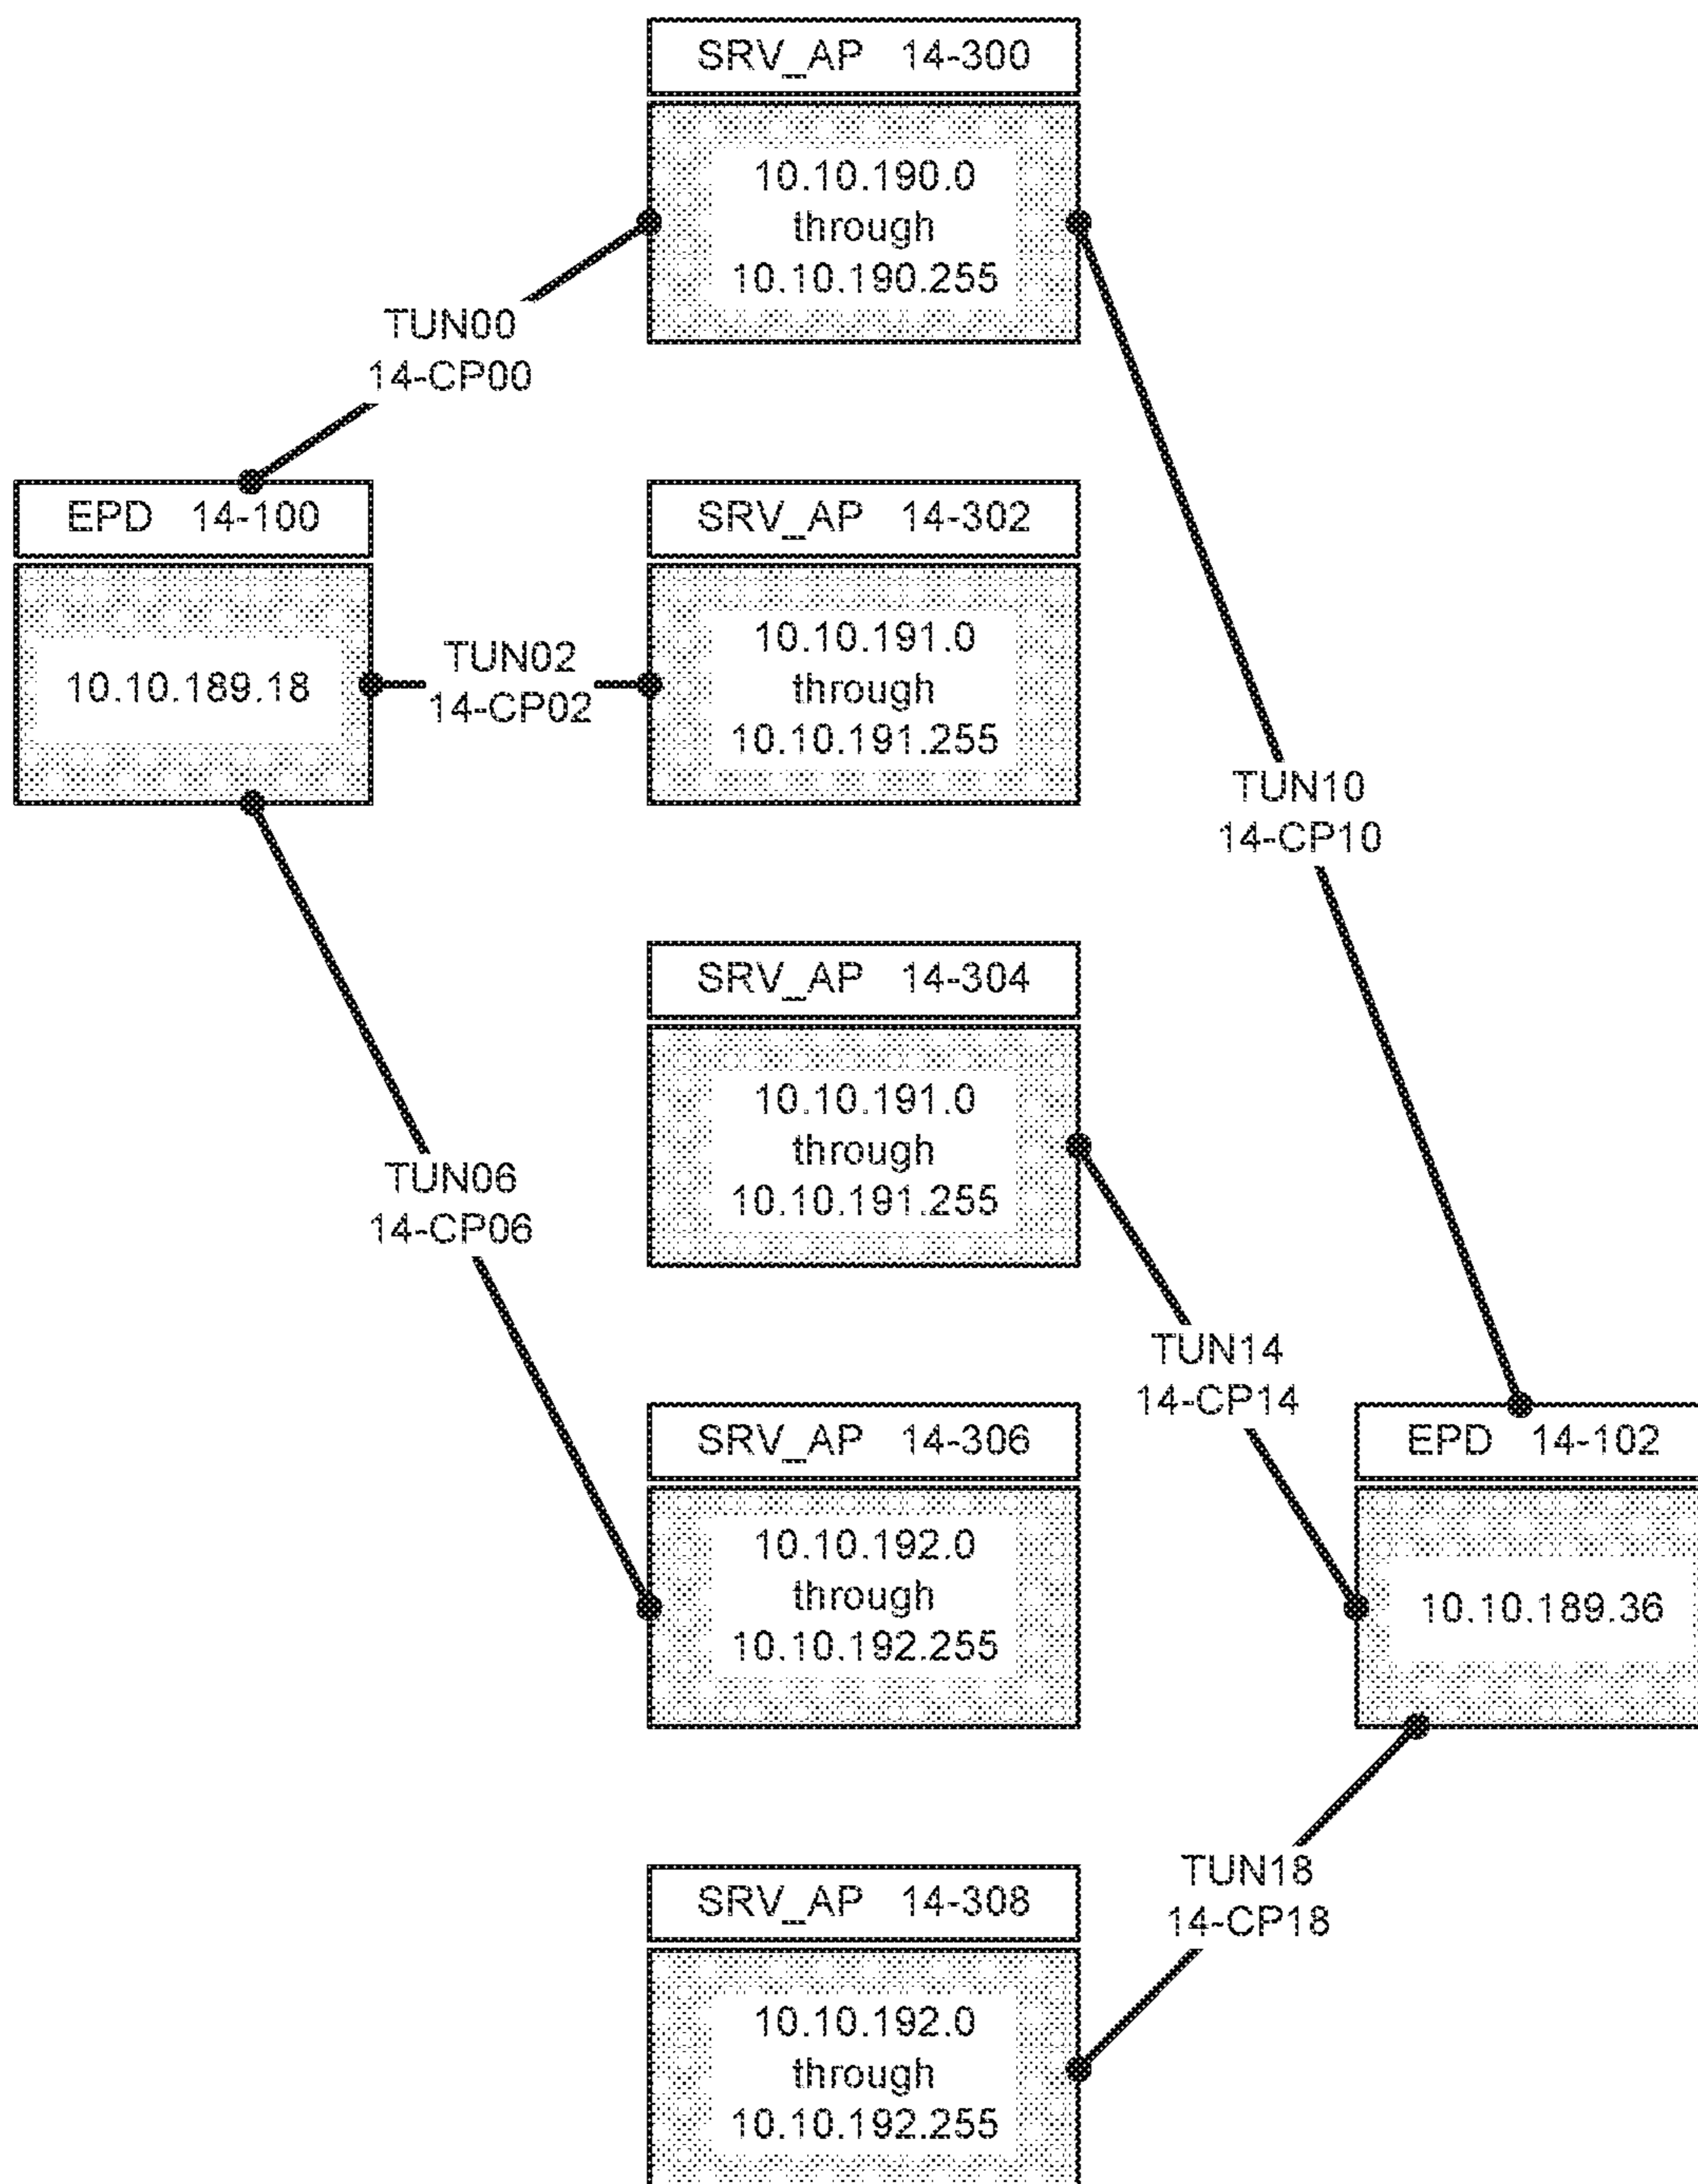 SRV_AP 14-300
10.10.190.0
through
10.10.190.255
TUN00
14-CP00
EPD 14-100
10.10.189.18
TUN02
14-CP02
SRV_AP 14-302
10.10.191.0
through
10.10.191.255
TUN10
14-CP10
SRV_AP 14-304
10.10.191.0
through
10.10.191.255
TUN06
14-CP06
TUN14
14-CP14
SRV_AP 14-306
10.10.192.0
through
10.10.192.255
EPD 14-102
10.10.189.36
TUN18
14-CP18
SRV_AP 14-308
10.10.192.0
through
10.10.192.255